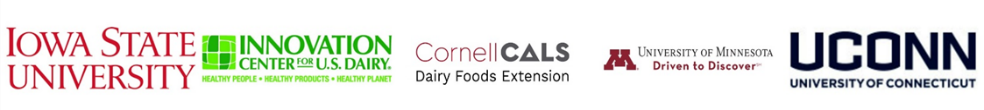 IOWA STATE
UNIVERSITY
INNOVATION
CENTER FOR U.S. DAIRY.
HEALTHY PEOPLE • HEALTHY PRODUCTS • HEALTHY PLANET
CornellCALS
Dairy Foods Extension
M
UNIVERSITY OF MINNESOTA
Driven to Discover℠
UCONN
UNIVERSITY OF CONNECTICUT